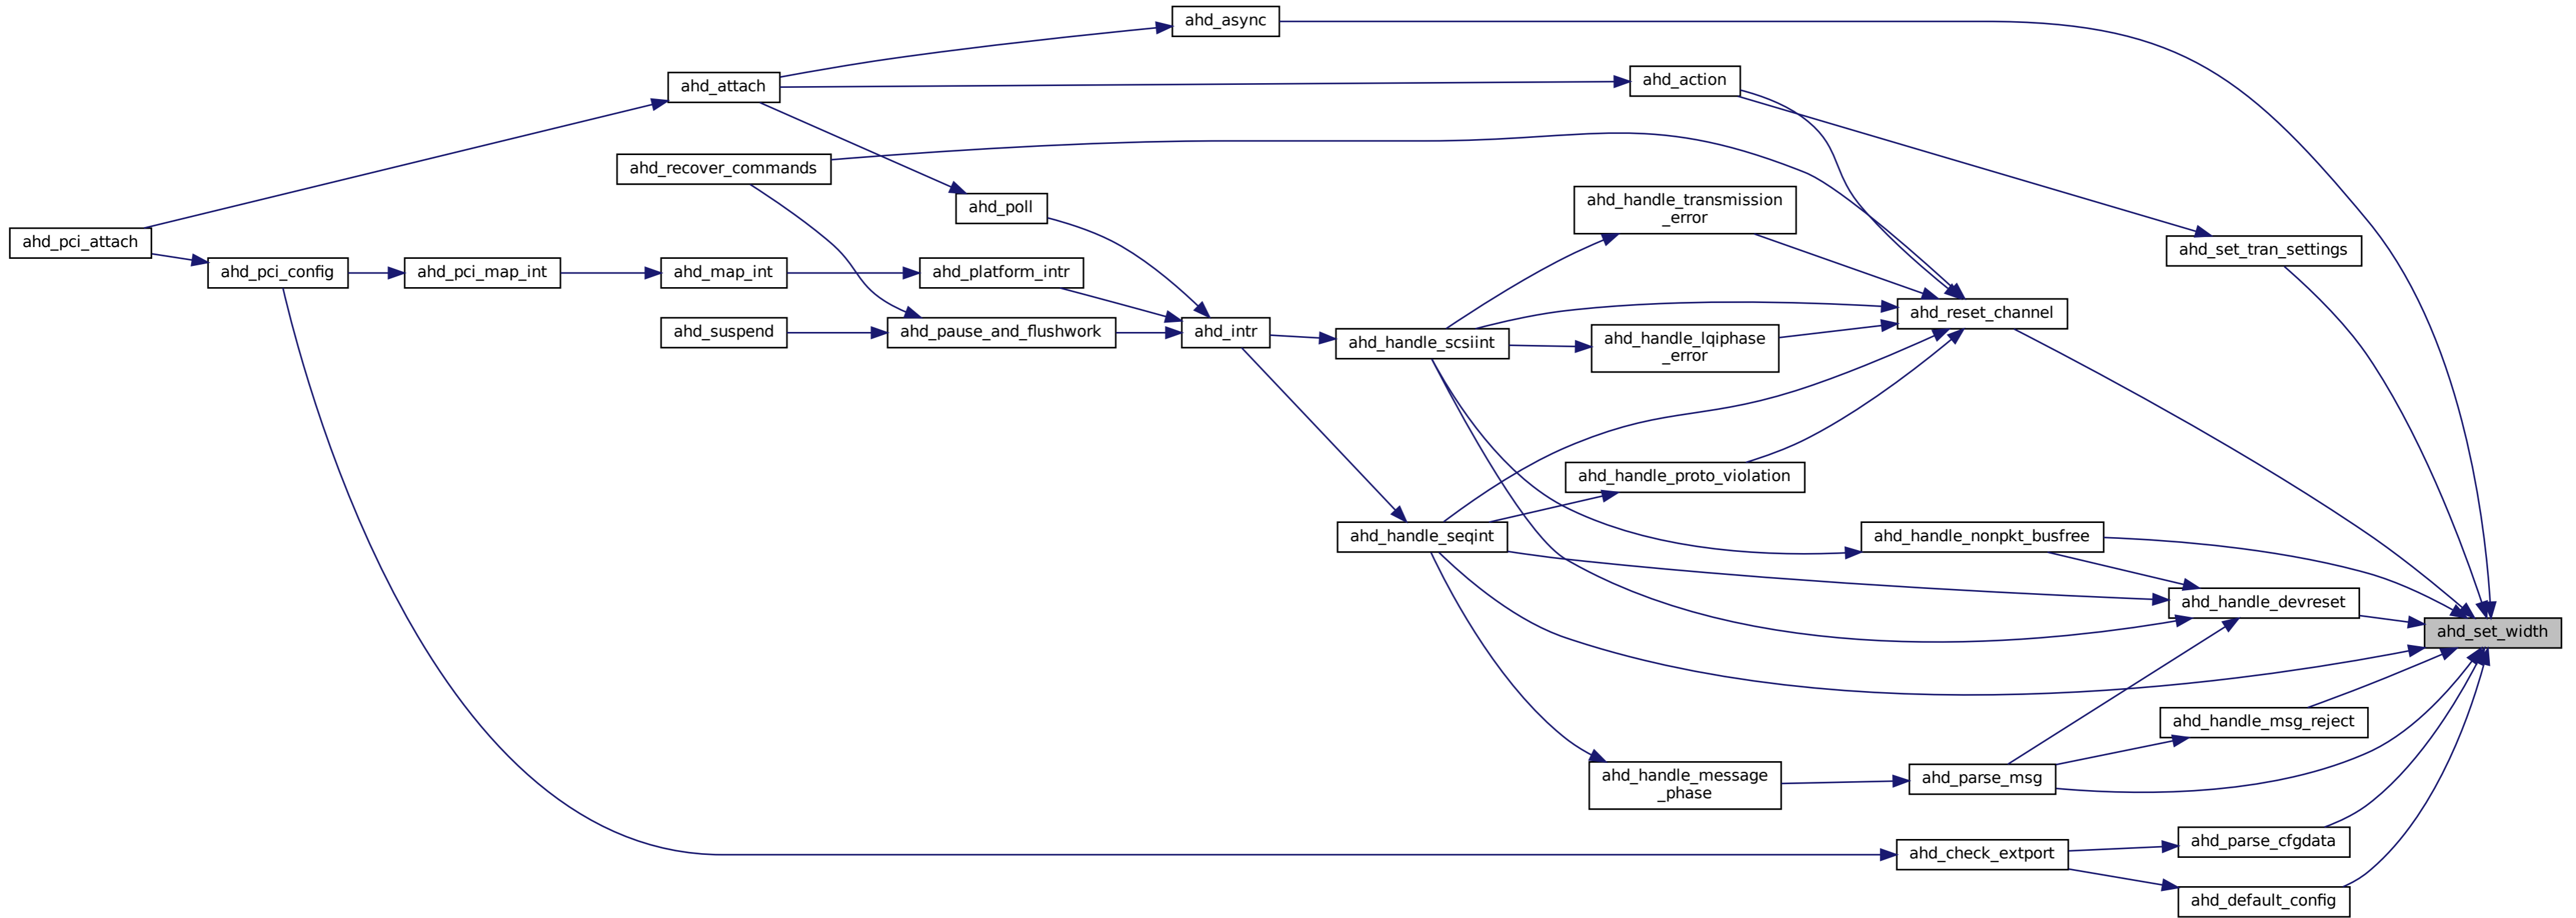 ahd_async
ahd_action
ahd_attach
ahd_recover_commands
ahd_handle_transmission
_error
ahd_poll
ahd_pci_attach
ahd_set_tran_settings
ahd_pci_config
ahd_pci_map_int
ahd_map_int
ahd_platform_intr
ahd_reset_channel
ahd_suspend
ahd_pause_and_flushwork
ahd_intr
ahd_handle_scsiint
ahd_handle_lqiphase
_error
ahd_handle_proto_violation
ahd_handle_seqint
ahd_handle_nonpkt_busfree
ahd_handle_devreset
ahd_set_width
ahd_handle_msg_reject
ahd_handle_message
_phase
ahd_parse_msg
ahd_parse_cfgdata
ahd_check_extport
ahd_default_config